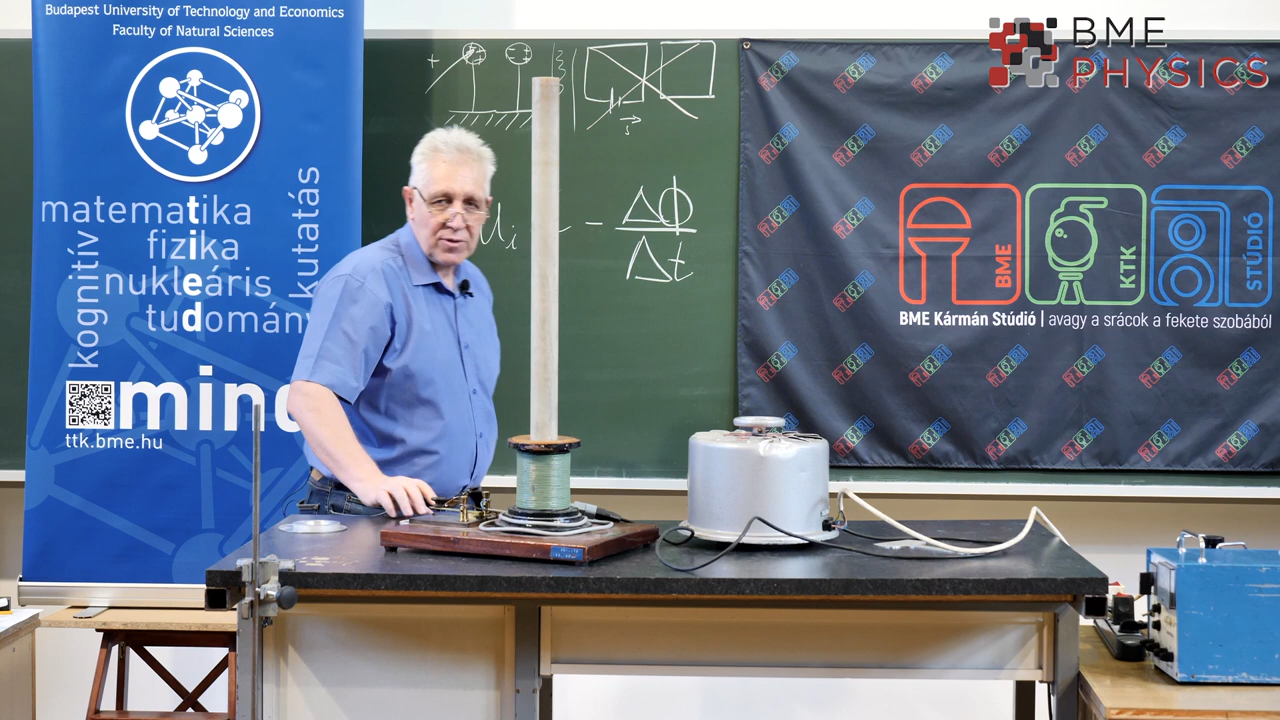 Budapest University of Technology and Economics
Faculty of Natural Sciences
matematika
fizika
nukleáris
tudomány
kognitív
kutatás
mind
ttk.bme.hu
+
- ΔΦ
Δt
BME
PHYSICS
BME
KTK
STÚDIÓ
BME Kármán Stúdió | avagy a srácok a fekete szobából